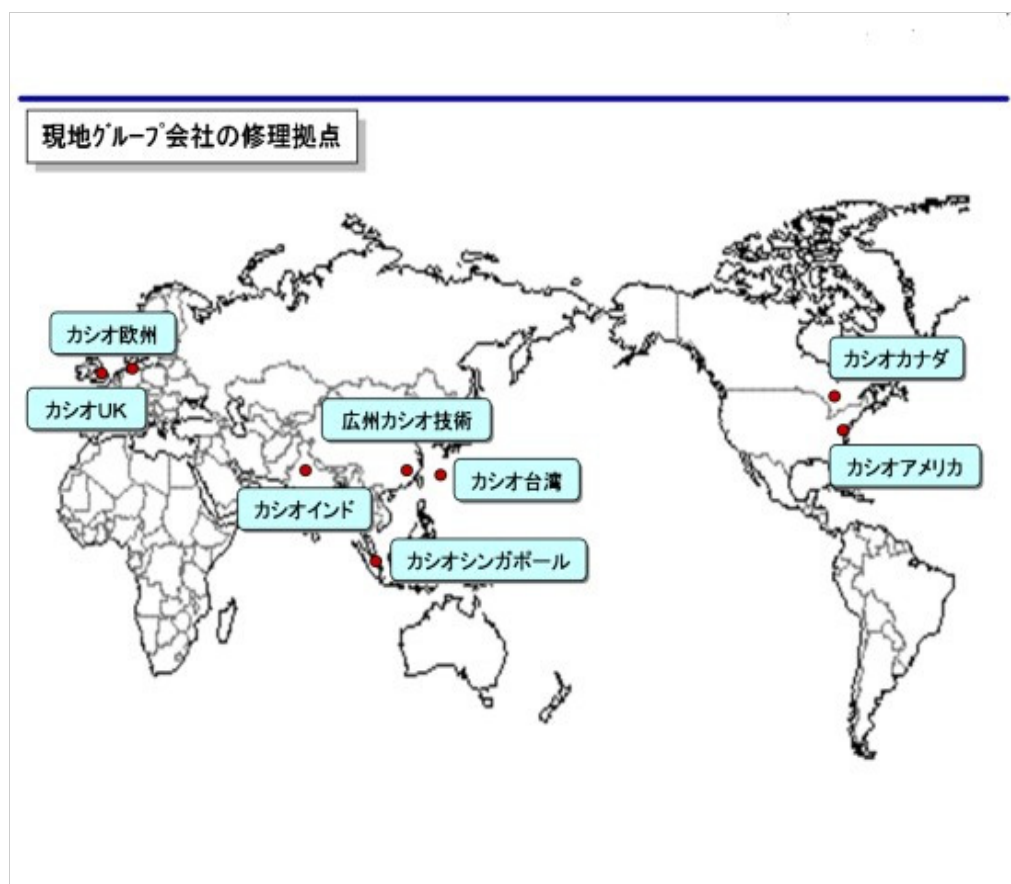 現地ｸﾞﾙｰﾌﾟ会社の修理拠点
カシオ欧州
カシオカナダ
カシオUK
広州カシオ技術
カシオアメリカ
カシオ台湾
カシオインド
カシオシンガポール